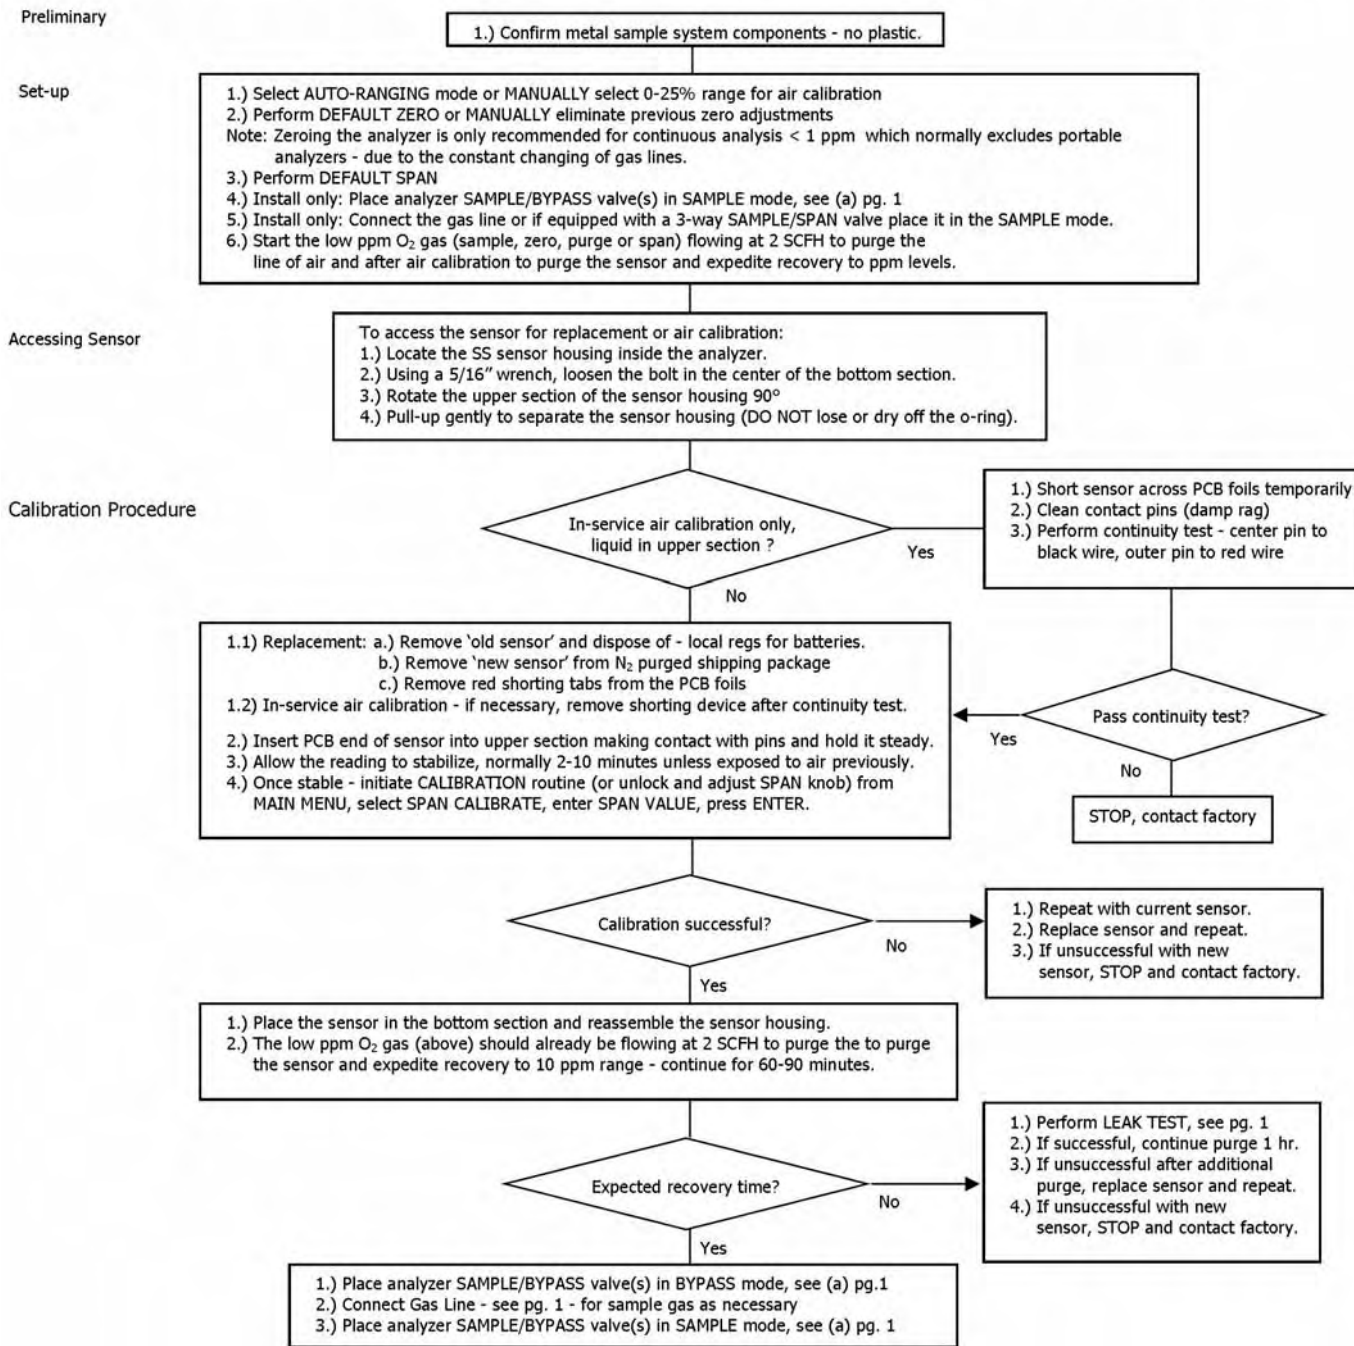 Preliminary
1.) Confirm metal sample system components - no plastic.
Set-up
1.) Select AUTO-RANGING mode or MANUALLY select 0-25% range for air calibration
2.) Perform DEFAULT ZERO or MANUALLY eliminate previous zero adjustments
Note: Zeroing the analyzer is only recommended for continuous analysis < 1 ppm which normally excludes portable
analyzers - due to the constant changing of gas lines.
3.) Perform DEFAULT SPAN
4.) Install only: Place analyzer SAMPLE/BYPASS valve(s) in SAMPLE mode, see (a) pg. 1
5.) Install only: Connect the gas line or if equipped with a 3-way SAMPLE/SPAN valve place it in the SAMPLE mode.
6.) Start the low ppm O₂ gas (sample, zero, purge or span) flowing at 2 SCFH to purge the
line of air and after air calibration to purge the sensor and expedite recovery to ppm levels.
Accessing Sensor
To access the sensor for replacement or air calibration:
1.) Locate the SS sensor housing inside the analyzer.
2.) Using a 5/16” wrench, loosen the bolt in the center of the bottom section.
3.) Rotate the upper section of the sensor housing 90°
4.) Pull-up gently to separate the sensor housing (DO NOT lose or dry off the o-ring).
Calibration Procedure
In-service air calibration only,
liquid in upper section ?
Yes
No
1.) Short sensor across PCB foils temporarily
2.) Clean contact pins (damp rag)
3.) Perform continuity test - center pin to
black wire, outer pin to red wire
1.1) Replacement: a.) Remove ‘old sensor’ and dispose of - local regs for batteries.
b.) Remove ‘new sensor’ from N₂ purged shipping package
c.) Remove red shorting tabs from the PCB foils
1.2) In-service air calibration - if necessary, remove shorting device after continuity test.
2.) Insert PCB end of sensor into upper section making contact with pins and hold it steady.
3.) Allow the reading to stabilize, normally 2-10 minutes unless exposed to air previously.
4.) Once stable - initiate CALIBRATION routine (or unlock and adjust SPAN knob) from
MAIN MENU, select SPAN CALIBRATE, enter SPAN VALUE, press ENTER.
Pass continuity test?
Yes
No
STOP, contact factory
Calibration successful?
No
Yes
1.) Repeat with current sensor.
2.) Replace sensor and repeat.
3.) If unsuccessful with new
sensor, STOP and contact factory.
1.) Place the sensor in the bottom section and reassemble the sensor housing.
2.) The low ppm O₂ gas (above) should already be flowing at 2 SCFH to purge the to purge
the sensor and expedite recovery to 10 ppm range - continue for 60-90 minutes.
Expected recovery time?
No
Yes
1.) Perform LEAK TEST, see pg. 1
2.) If successful, continue purge 1 hr.
3.) If unsuccessful after additional
purge, replace sensor and repeat.
4.) If unsuccessful with new
sensor, STOP and contact factory.
1.) Place analyzer SAMPLE/BYPASS valve(s) in BYPASS mode, see (a) pg.1
2.) Connect Gas Line - see pg. 1 - for sample gas as necessary
3.) Place analyzer SAMPLE/BYPASS valve(s) in SAMPLE mode, see (a) pg. 1